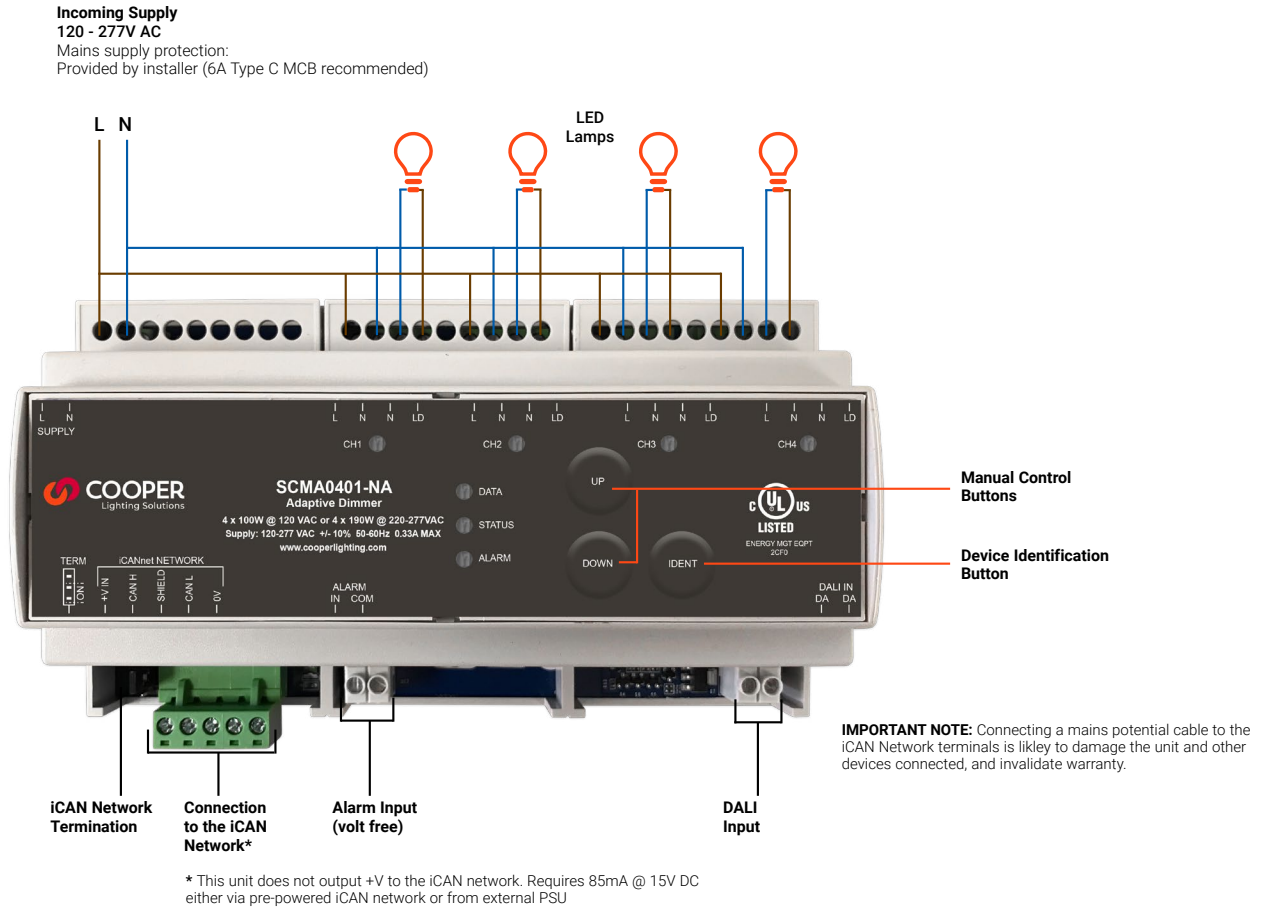 Incoming Supply
120 - 277V AC
Mains supply protection:
Provided by installer (6A Type C MCB recommended)
L N
LED
Lamps
L N
SUPPLY
L N N LD
L N N LD
L N N LD
L N N LD
CH1
CH2
CH3
CH4
COOPER
Lighting Solutions
SCMA0401-NA
Adaptive Dimmer
4 x 100W @ 120 VAC or 4 x 190W @ 220-277VAC
Supply: 120-277 VAC +/- 10% 50-60Hz 0.33A MAX
www.cooperlighting.com
DATA
STATUS
ALARM
UP
DOWN
IDENT
C UL US
LISTED
ENERGY MGT EQPT
2CF0
Manual Control
Buttons
Device Identification
Button
TERM
ON
iCANnet NETWORK
+V IN
CAN H
SHIELD
CAN L
0V
ALARM
IN COM
DALI IN
DA DA
iCAN Network
Termination
Connection
to the iCAN
Network*
Alarm Input
(volt free)
DALI
Input
IMPORTANT NOTE: Connecting a mains potential cable to the
iCAN Network terminals is likley to damage the unit and other
devices connected, and invalidate warranty.
* This unit does not output +V to the iCAN network. Requires 85mA @ 15V DC
either via pre-powered iCAN network or from external PSU